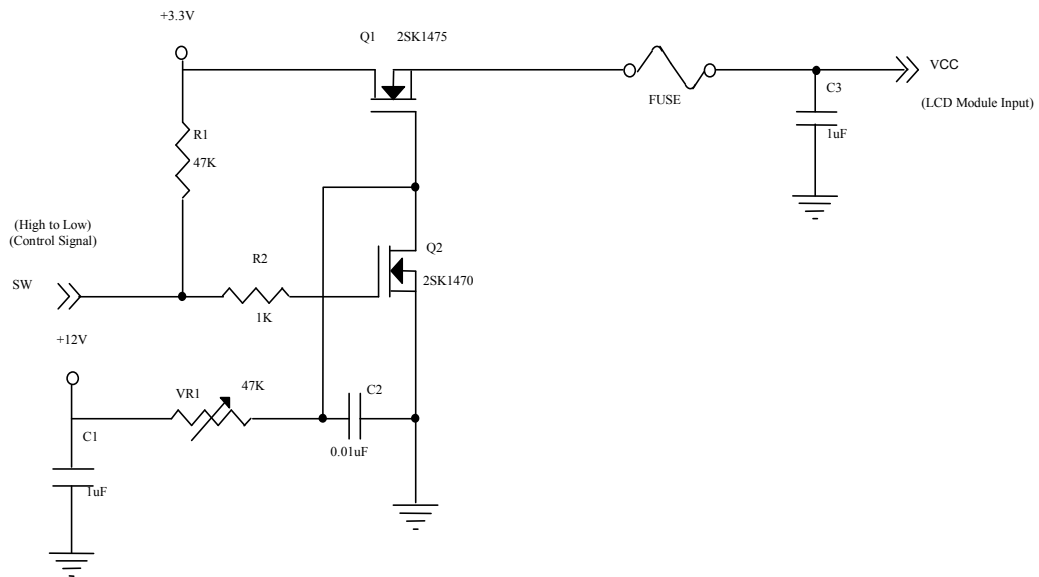 +3.3V
Q1 2SK1475
FUSE
C3
1uF
VCC
(LCD Module Input)
R1
47K
(High to Low)
(Control Signal)
SW
R2
1K
Q2
2SK1470
+12V
VR1
47K
C2
0.01uF
C1
1uF